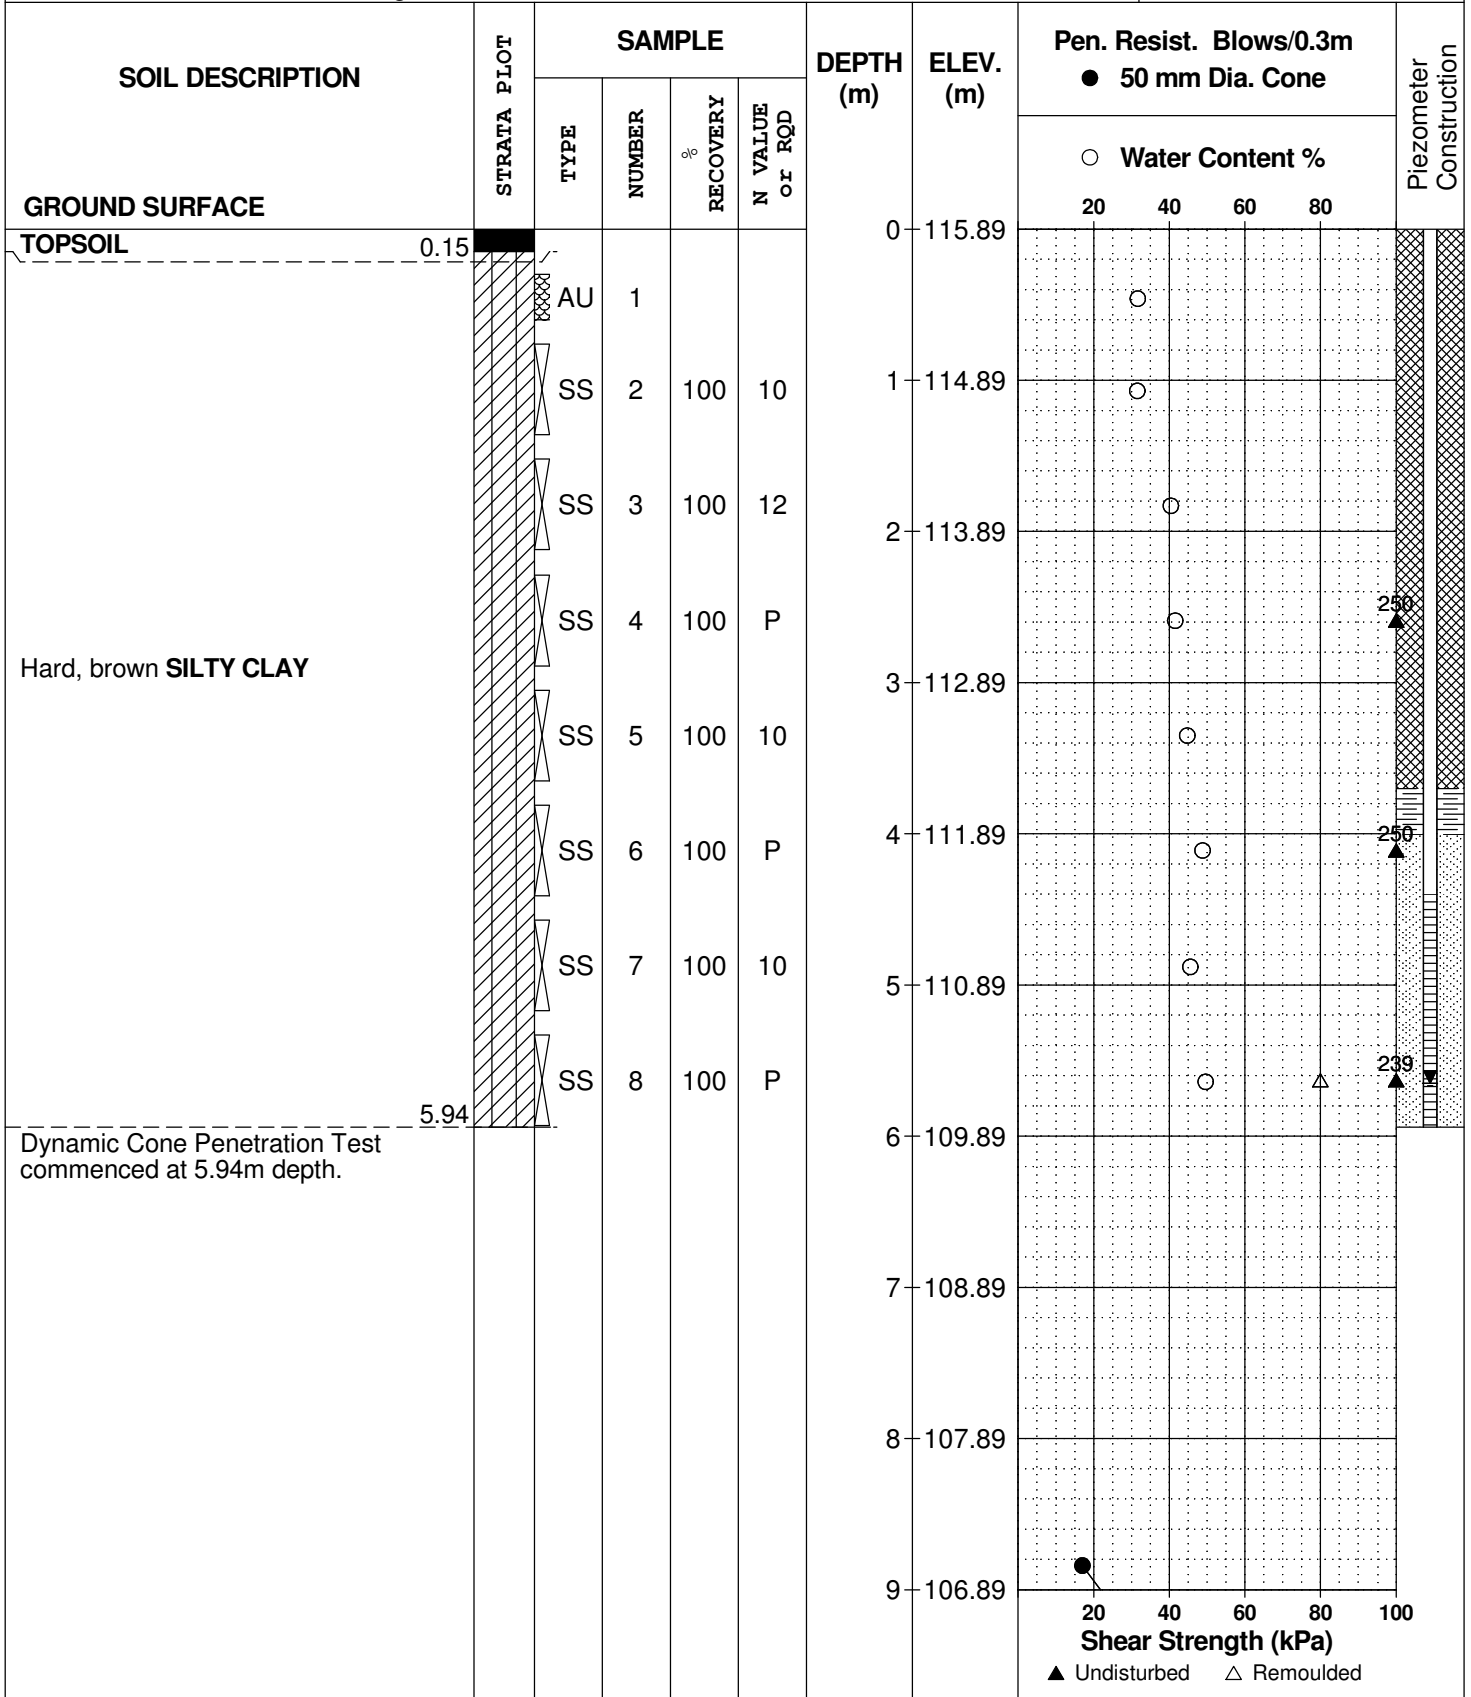 SOIL DESCRIPTION
GROUND SURFACE
STRATA PLOT
SAMPLE
TYPE
NUMBER
% RECOVERY
N VALUE or RQD
DEPTH (m)
ELEV. (m)
Pen. Resist. Blows/0.3m
● 50 mm Dia. Cone
○ Water Content %
20 40 60 80
Piezometer Construction
TOPSOIL 0.15
0 115.89
AU 1
SS 2 100 10
1 114.89
SS 3 100 12
2 113.89
250
SS 4 100 P
Hard, brown SILTY CLAY
3 112.89
SS 5 100 10
4 111.89
250
SS 6 100 P
SS 7 100 10
5 110.89
239
SS 8 100 P
5.94
6 109.89
Dynamic Cone Penetration Test
commenced at 5.94m depth.
7 108.89
8 107.89
9 106.89
20 40 60 80 100
Shear Strength (kPa)
▲ Undisturbed △ Remoulded